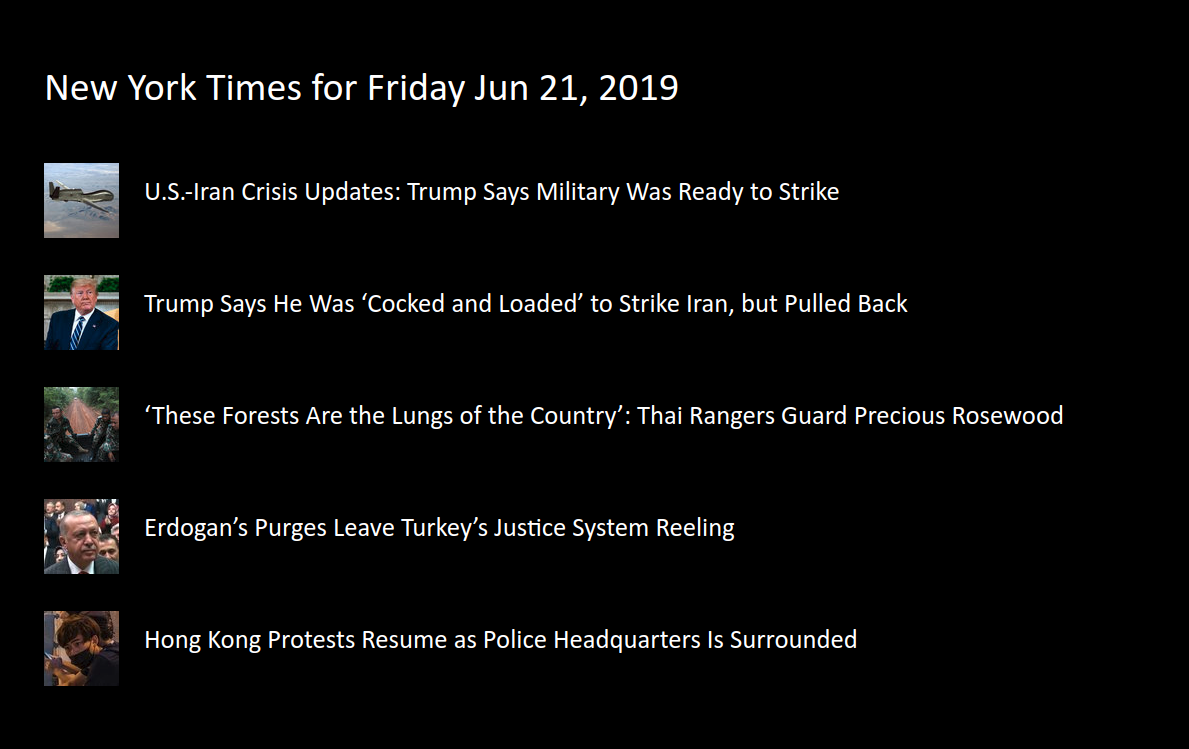 New York Times for Friday Jun 21, 2019
U.S.-Iran Crisis Updates: Trump Says Military Was Ready to Strike
Trump Says He Was ‘Cocked and Loaded’ to Strike Iran, but Pulled Back
‘These Forests Are the Lungs of the Country’: Thai Rangers Guard Precious Rosewood
Erdogan’s Purges Leave Turkey’s Justice System Reeling
Hong Kong Protests Resume as Police Headquarters Is Surrounded